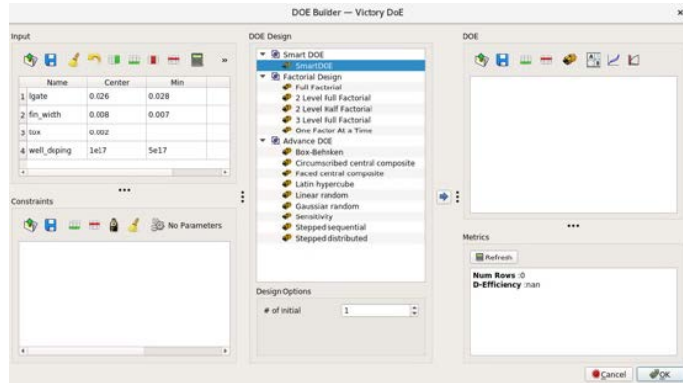 DOE Builder — Victory DoE
Input
»
Name Center Min
1 lgate 0.026 0.028
2 fin_width 0.008 0.007
3 tox 0.002
4 well_doping 1e17 5e17
Constraints
No Parameters
DOE Design
Smart DOE
SmartDOE
Factorial Design
Full Factorial
2 Level Full Factorial
2 Level Half Factorial
3 Level Full Factorial
One Factor At a Time
Advance DOE
Box-Behnken
Circumscribed central composite
Faced central composite
Latin hypercube
Linear random
Gaussian random
Sensitivity
Stepped sequential
Stepped distributed
Design Options
# of initial 1
DOE
Metrics
Refresh
Num Rows :0
D-Efficiency :nan
Cancel OK